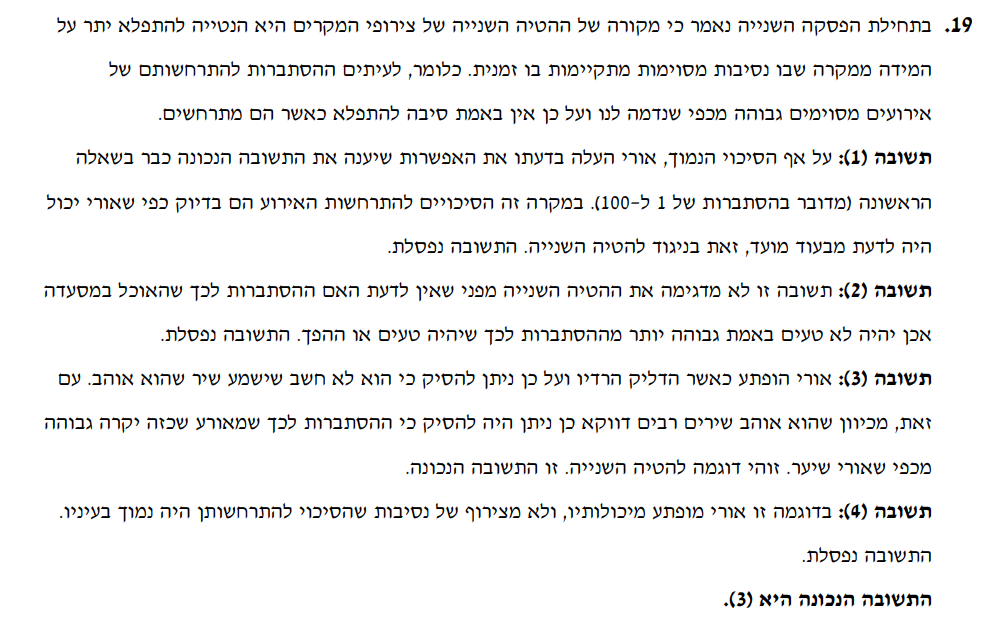 19. בתחילת הפסקה השנייה נאמר כי מקורה של ההטיה השנייה של צירופי המקרים היא הנטייה להתפלא יתר על
המידה ממקרה שבו נסיבות מסוימות מתקיימות בו זמנית. כלומר, לעיתים ההסתברות להתרחשותם של
אירועים מסוימים גבוהה מכפי שנדמה לנו ועל כן אין באמת סיבה להתפלא כאשר הם מתרחשים.
תשובה (1): על אף הסיכוי הנמוך, אורי העלה בדעתו את האפשרות שיענה את התשובה הנכונה כבר בשאלה
הראשונה (מדובר בהסתברות של 1 ל-100). במקרה זה הסיכויים להתרחשות האירוע הם בדיוק כפי שאורי יכול
היה לדעת מבעוד מועד, זאת בניגוד להטיה השנייה. התשובה נפסלת.
תשובה (2): תשובה זו לא מדגימה את ההטיה השנייה מפני שאין לדעת האם ההסתברות לכך שהאוכל במסעדה
אכן יהיה לא טעים באמת גבוהה יותר מההסתברות לכך שיהיה טעים או ההפך. התשובה נפסלת.
תשובה (3): אורי הופתע כאשר הדליק הרדיו ועל כן ניתן להסיק כי הוא לא חשב שישמע שיר שהוא אוהב. עם
זאת, מכיוון שהוא אוהב שירים רבים דווקא כן ניתן היה להסיק כי ההסתברות לכך שמאורע שכזה יקרה גבוהה
מכפי שאורי שיער. זוהי דוגמה להטיה השנייה. זו התשובה הנכונה.
תשובה (4): בדוגמה זו אורי מופתע מיכולותיו, ולא מצירוף של נסיבות שהסיכוי להתרחשותן היה נמוך בעיניו.
התשובה נפסלת.
התשובה הנכונה היא (3).